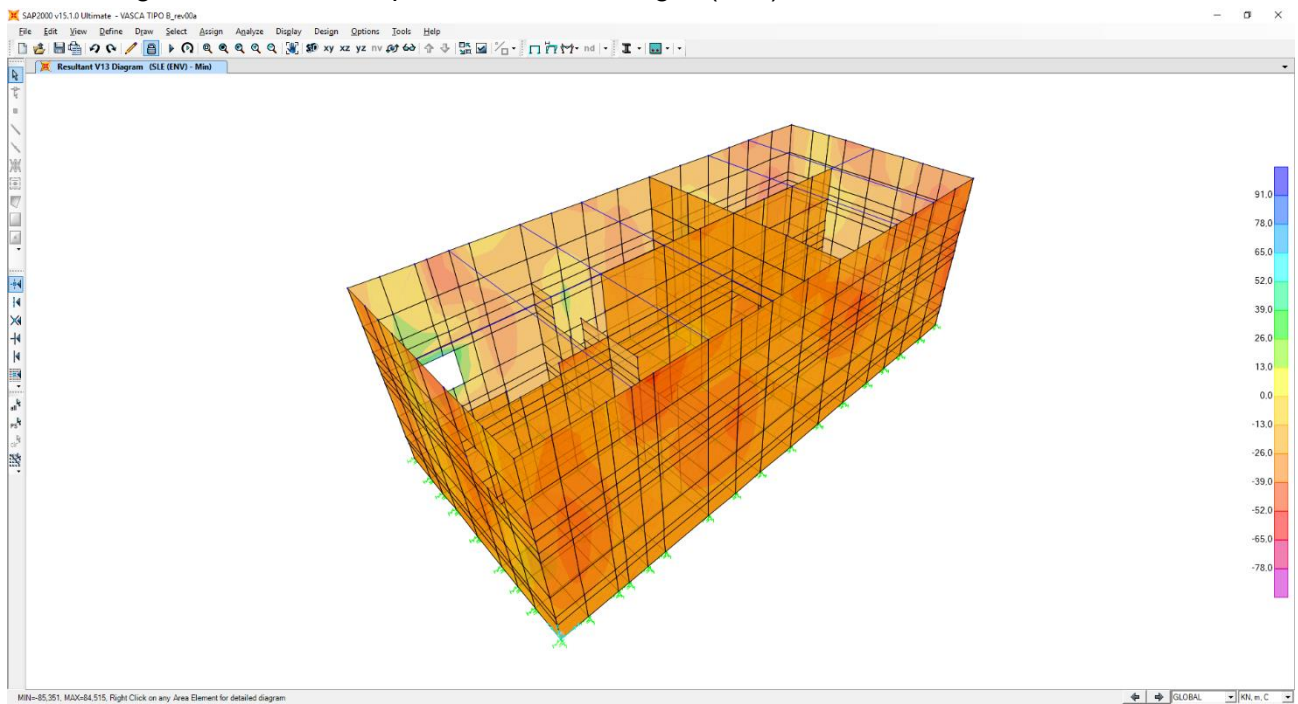 SAP2000 v15.1.0 Ultimate - VASCA TIPO B_rev00a
File Edit View Define Draw Select Assign Analyze Display Design Options Tools Help
xy xz yz nv nd
Resultant V13 Diagram (SLE (ENV) - Min)
91.0
78.0
65.0
52.0
39.0
26.0
13.0
0.0
-13.0
-26.0
-39.0
-52.0
-65.0
-78.0
MIN=-85,351, MAX=84,515, Right Click on any Area Element for detailed diagram
GLOBAL
KN, m, C